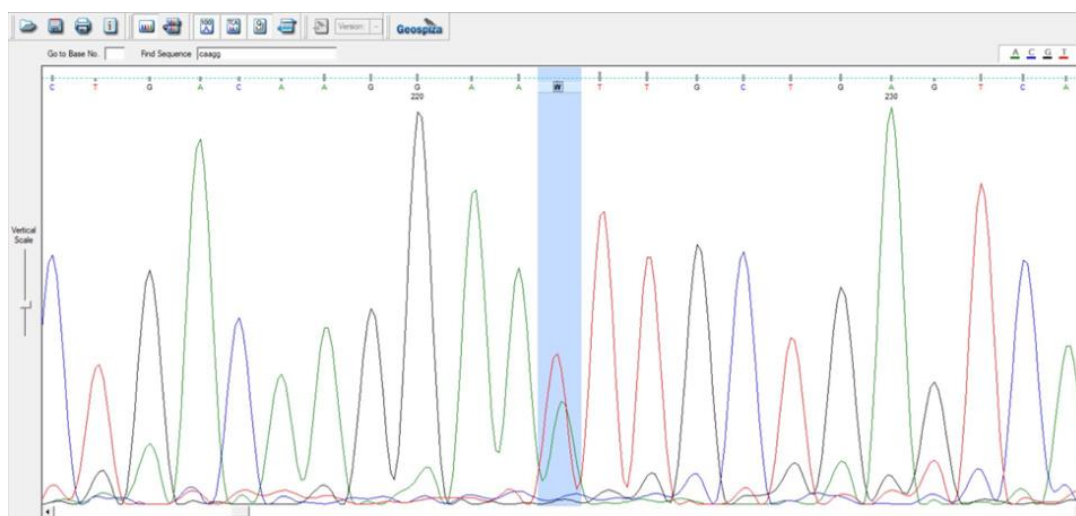 Version: Geospiza
Go to Base No. Find Sequence caagg A C G T
C T G A C A A G G A A W T T G C T G A G T C A
220 230
Vertical
Scale